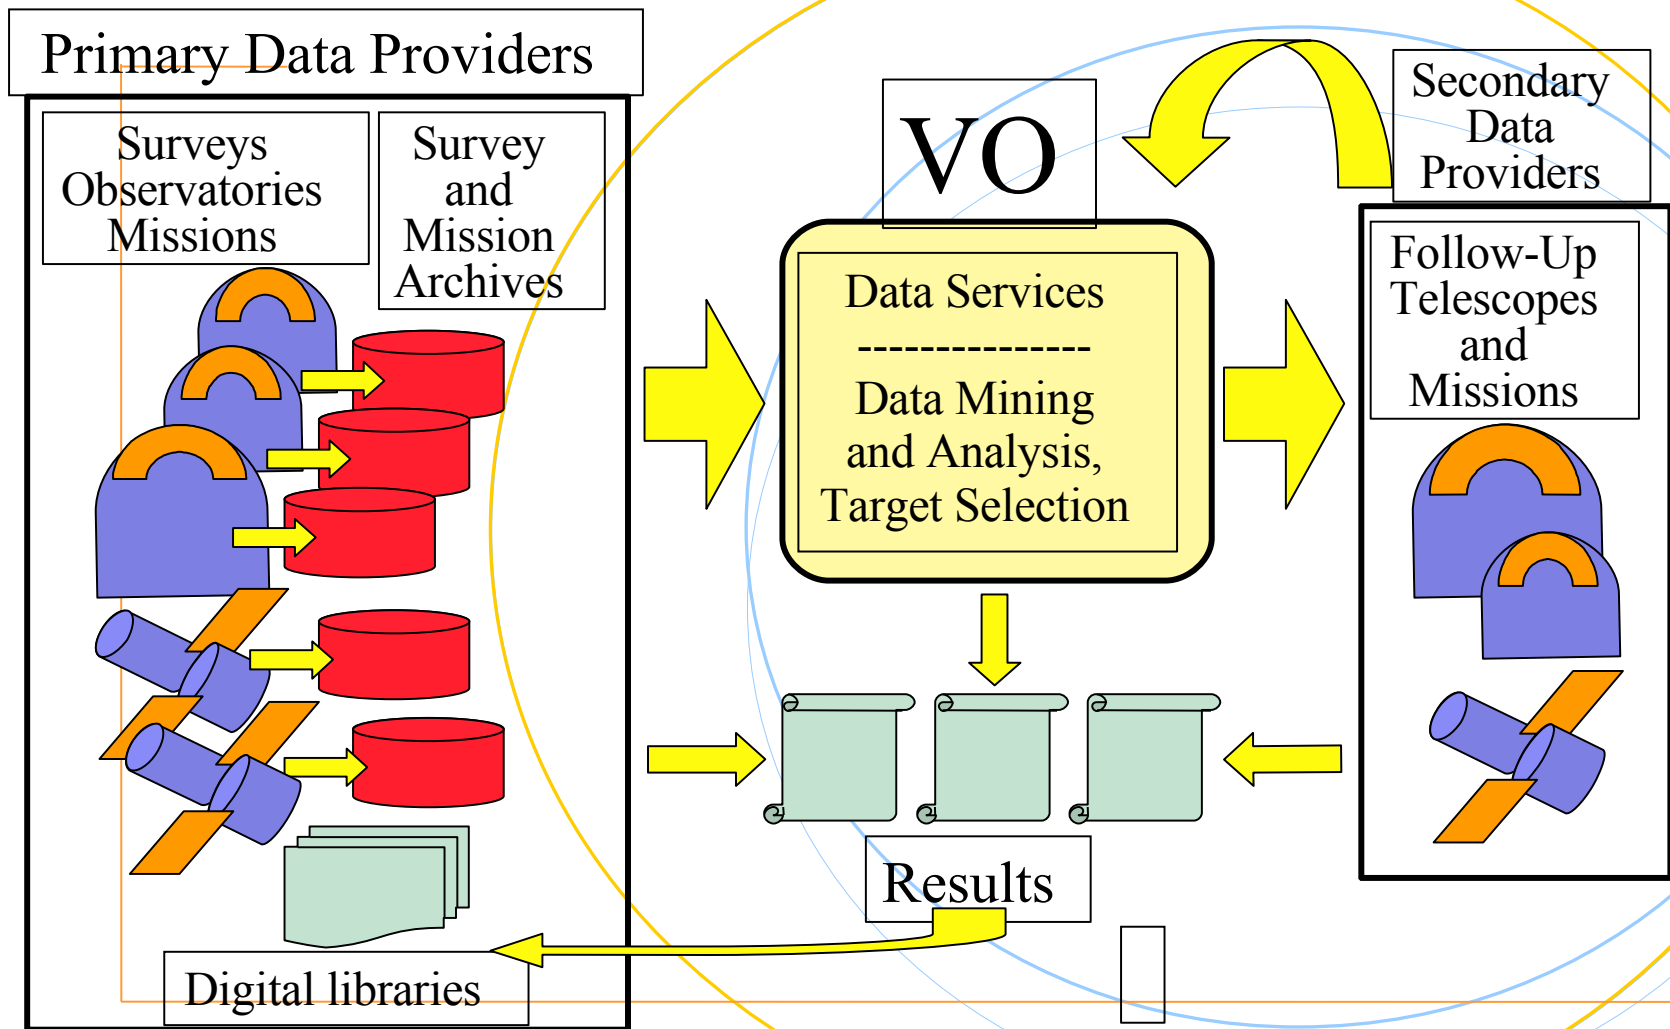 Primary Data Providers
Surveys
Observatories
Missions
Survey
and
Mission
Archives
Digital libraries
VO
Data Services
---------------
Data Mining
and Analysis,
Target Selection
Results
Secondary
Data
Providers
Follow-Up
Telescopes
and
Missions